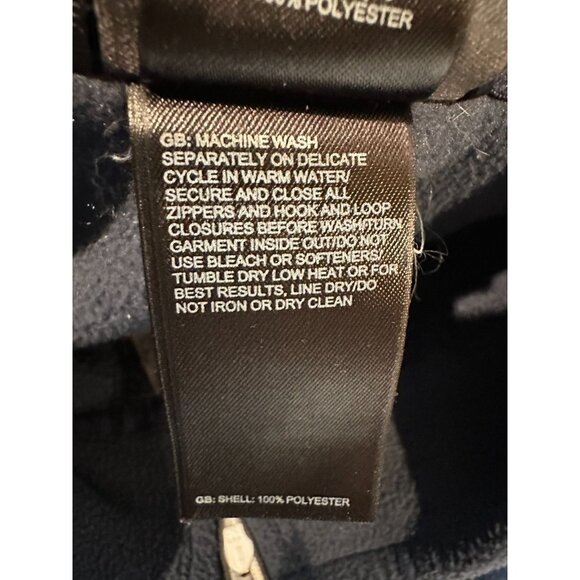 % POLYESTER
GB: MACHINE WASH
SEPARATELY ON DELICATE
CYCLE IN WARM WATER/
SECURE AND CLOSE ALL
ZIPPERS AND HOOK AND LOOP
CLOSURES BEFORE WASH/TURN
GARMENT INSIDE OUT/DO NOT
USE BLEACH OR SOFTENERS/
TUMBLE DRY LOW HEAT OR FOR
BEST RESULTS, LINE DRY/DO
NOT IRON OR DRY CLEAN
GB: SHELL: 100% POLYESTER